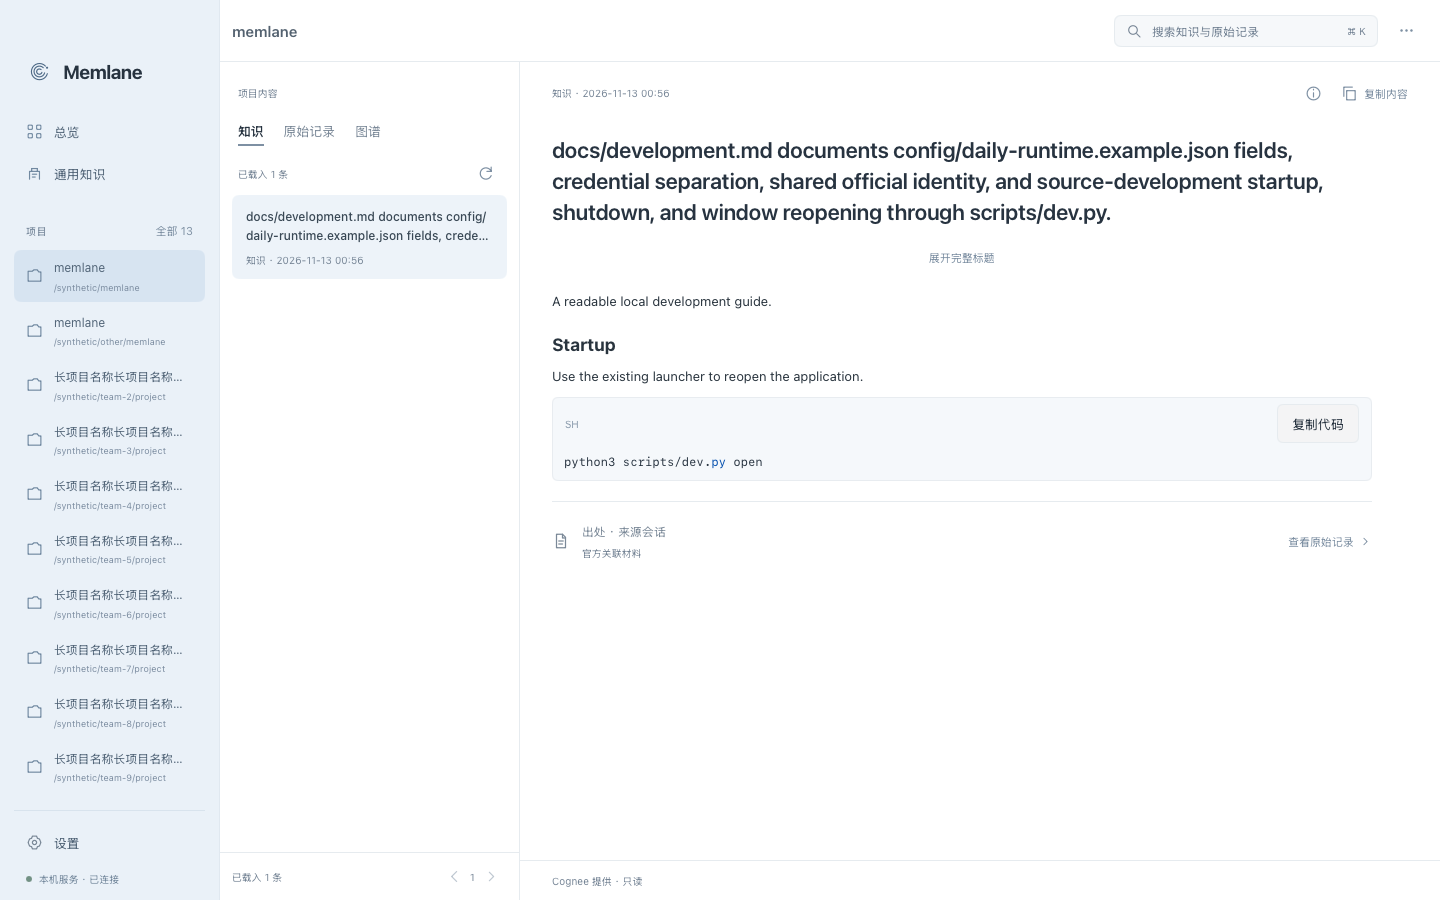 Memlane
总览
通用知识
项目
全部 13
memlane
/synthetic/memlane
memlane
/synthetic/other/memlane
长项目名称长项目名称...
/synthetic/team-2/project
长项目名称长项目名称...
/synthetic/team-3/project
长项目名称长项目名称...
/synthetic/team-4/project
长项目名称长项目名称...
/synthetic/team-5/project
长项目名称长项目名称...
/synthetic/team-6/project
长项目名称长项目名称...
/synthetic/team-7/project
长项目名称长项目名称...
/synthetic/team-8/project
长项目名称长项目名称...
/synthetic/team-9/project
设置
本机服务 · 已连接
memlane
搜索知识与原始记录
⌘ K
项目内容
知识 原始记录 图谱
已载入 1 条
docs/development.md documents config/
daily-runtime.example.json fields, crede...
知识 · 2026-11-13 00:56
已载入 1 条
1
知识 · 2026-11-13 00:56
复制内容
docs/development.md documents config/daily-runtime.example.json fields,
credential separation, shared official identity, and source-development startup,
shutdown, and window reopening through scripts/dev.py.
展开完整标题
A readable local development guide.
Startup
Use the existing launcher to reopen the application.
SH
复制代码
python3 scripts/dev.py open
出处 · 来源会话
官方关联材料
查看原始记录
Cognee 提供 · 只读